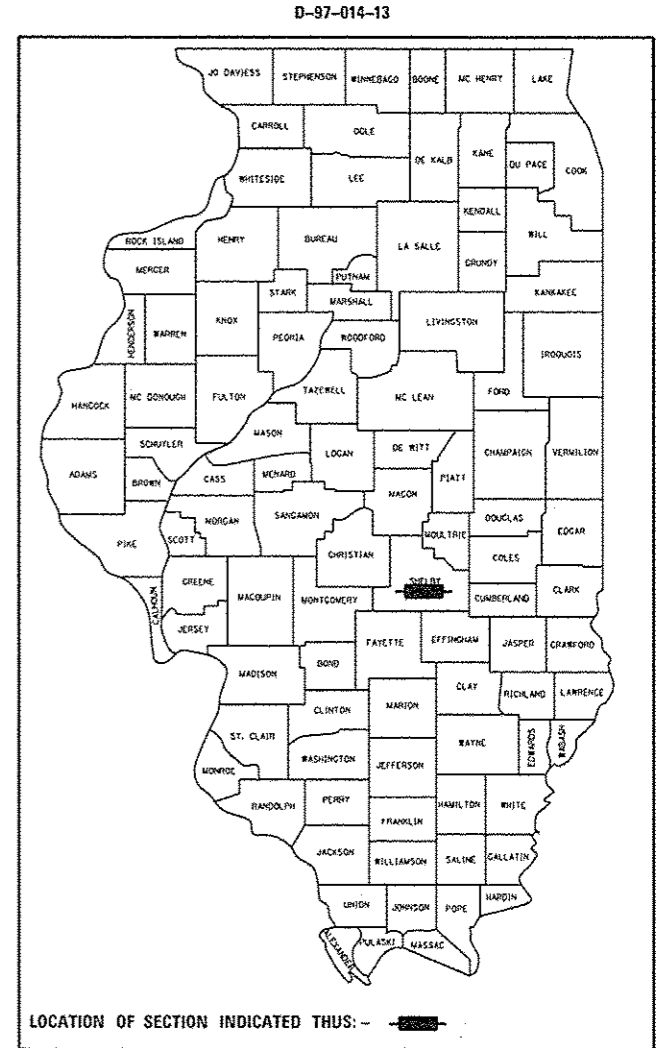 D-97-014-13
JO DAVIESS STEPHENSON WINNEBAGO BOONE MC HENRY LAKE
CARROLL OGLE
DE KALB KANE DU PAGE COOK
WHITESIDE LEE
KENDALL
ROCK ISLAND HENRY BUREAU LA SALLE WILL
GRUNDY
MERCER PUTNAM
STARK MARSHALL KANKAKEE
HENDERSON WARREN KNOX PEORIA WOODFORD LIVINGSTON
IROQUOIS
HANCOCK MC DONOUGH FULTON TAZEWELL MC LEAN FORD
MASON
SCHUYLER LOGAN DE WITT CHAMPAIGN VERMILION
ADAMS BROWN CASS MENARD PIATT
MACON
PIKE SCOTT MORGAN SANGAMON DOUGLAS EDGAR
MOULTRIE
CHRISTIAN COLES
GREENE SHELBY
CALHOUN MACOUPIN MONTGOMERY CUMBERLAND CLARK
JERSEY
FAYETTE EFFINGHAM JASPER CRAWFORD
BOND
MADISON CLAY
RICHLAND LAWRENCE
CLINTON MARION
ST. CLAIR WAYNE EDWARDS WABASH
WASHINGTON JEFFERSON
MONROE
RANDOLPH PERRY HAMILTON WHITE
FRANKLIN
JACKSON WILLIAMSON SALINE GALLATIN
UNION JOHNSON POPE HARDIN
ALEXANDER PULASKI MASSAC
LOCATION OF SECTION INDICATED THUS: -